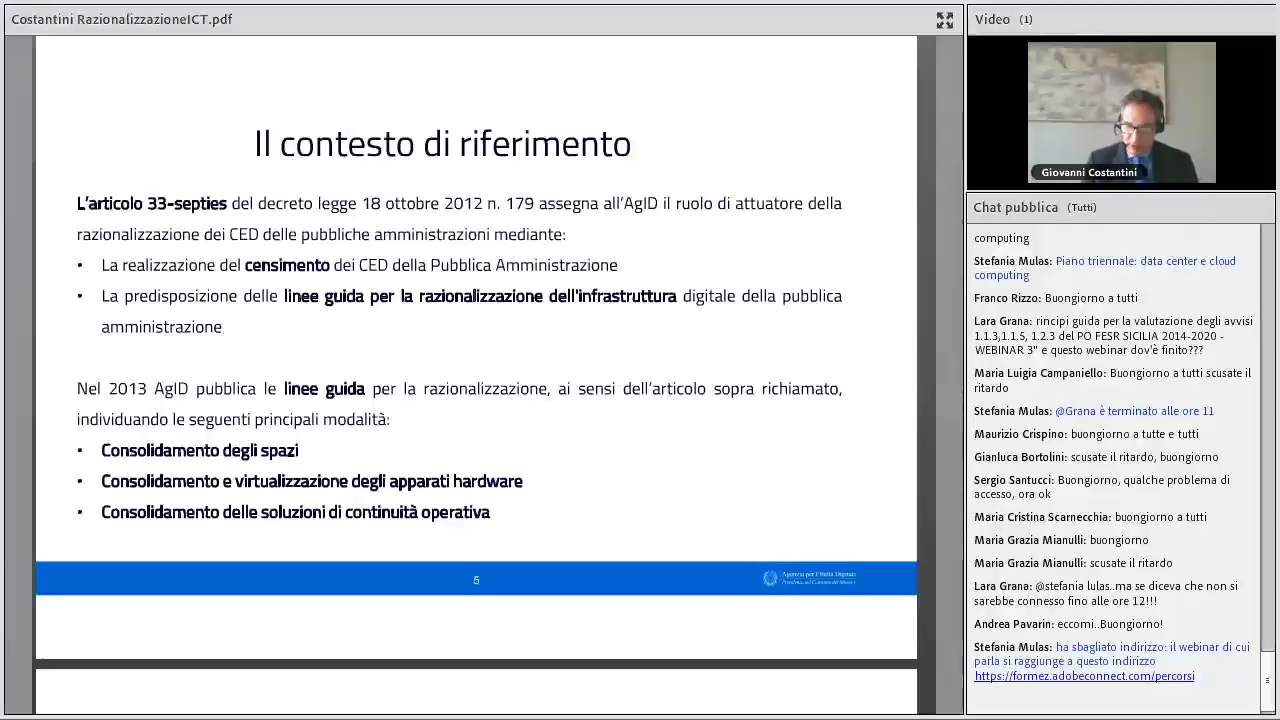 Costantini RazionalizzazioneICT.pdf
Il contesto di riferimento
L'articolo 33-septies del decreto legge 18 ottobre 2012 n. 179 assegna all'AgID il ruolo di attuatore della
razionalizzazione dei CED delle pubbliche amministrazioni mediante:
• La realizzazione del censimento dei CED della Pubblica Amministrazione
• La predisposizione delle linee guida per la razionalizzazione dell'infrastruttura digitale della pubblica
amministrazione
Nel 2013 AgID pubblica le linee guida per la razionalizzazione, ai sensi dell'articolo sopra richiamato,
individuando le seguenti principali modalità:
• Consolidamento degli spazi
• Consolidamento e virtualizzazione degli apparati hardware
• Consolidamento delle soluzioni di continuità operativa
5
Agenzia per l'Italia Digitale
Presidenza del Consiglio dei Ministri
Video (1)
Giovanni Costantini
Chat pubblica (Tutti)
computing
Stefania Mulas: Piano triennale: data center e cloud
computing
Franco Rizzo: Buongiorno a tutti
Lara Grana: rincipi guida per la valutazione degli avvisi
1.1.3,1.1.5, 1.2.3 del PO FESR SICILIA 2014-2020 -
WEBINAR 3" e questo webinar dov'è finito???
Maria Luigia Campaniello: Buongiorno a tutti scusate il
ritardo
Stefania Mulas: @Grana è terminato alle ore 11
Maurizio Crispino: buongiorno a tutte e tutti
Gianluca Bortolini: scusate il ritardo, buongiorno
Sergio Santucci: Buongiorno, qualche problema di
accesso, ora ok
Maria Cristina Scarnecchia: buongiorno a tutti
Maria Grazia Mianulli: buongiorno
Maria Grazia Mianulli: scusate il ritardo
Lara Grana: @stefania lulas..ma se diceva che non si
sarebbe connesso fino alle ore 12!!!
Andrea Pavarin: eccomi..Buongiorno!
Stefania Mulas: ha sbagliato indirizzo: il webinar di cui
parla si raggiunge a questo indirizzo
https://formez.adobeconnect.com/percorsi